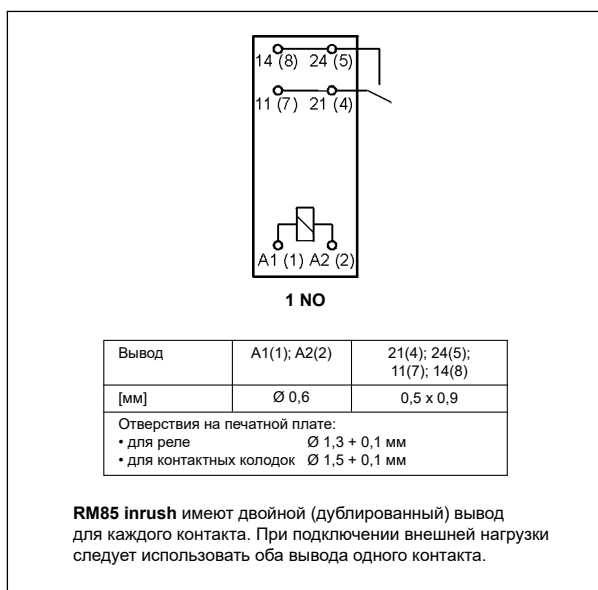 14 (8) 24 (5)
11 (7) 21 (4)
A1 (1) A2 (2)
1 NO
Вывод A1(1); A2(2) 21(4); 24(5);
11(7); 14(8)
[мм] Ø 0,6 0,5 x 0,9
Отверствия на печатной плате:
• для реле Ø 1,3 + 0,1 мм
• для контактных колодок Ø 1,5 + 0,1 мм
RM85 inrush имеют двойной (дублированный) вывод
для каждого контакта. При подключении внешней нагрузки
следует использовать оба вывода одного контакта.